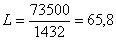 L = 73500/1432 = 65,8